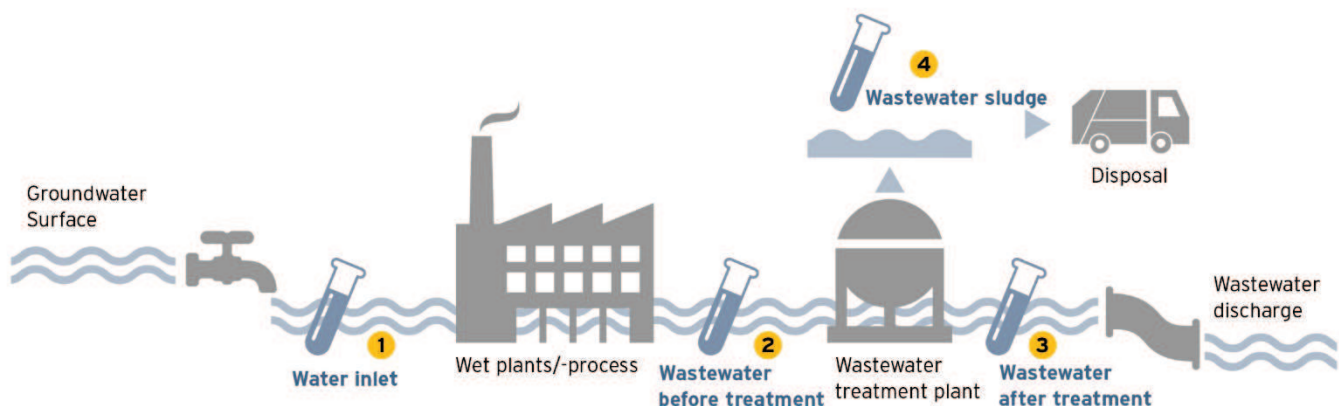 Groundwater
Surface
1
Water inlet
Wet plants/-process
2
Wastewater
before treatment
Wastewater
treatment plant
4
Wastewater sludge
Disposal
3
Wastewater
after treatment
Wastewater
discharge